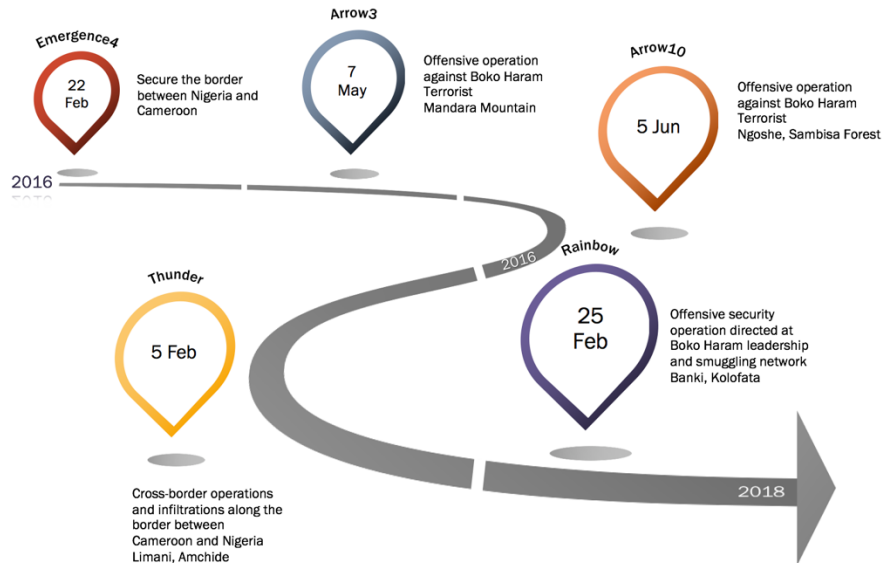 Emergence4
22
Feb
Secure the border
between Nigeria and
Cameroon
Arrow3
7
May
Offensive operation
against Boko Haram
Terrorist
Mandara Mountain
Arrow10
5 Jun
Offensive operation
against Boko Haram
Terrorist
Ngoshe, Sambisa Forest
2016
2016
Thunder
5 Feb
Cross-border operations
and infiltrations along the
border between
Cameroon and Nigeria
Limani, Amchide
Rainbow
25
Feb
Offensive security
operation directed at
Boko Haram leadership
and smuggling network
Banki, Kolofata
2018